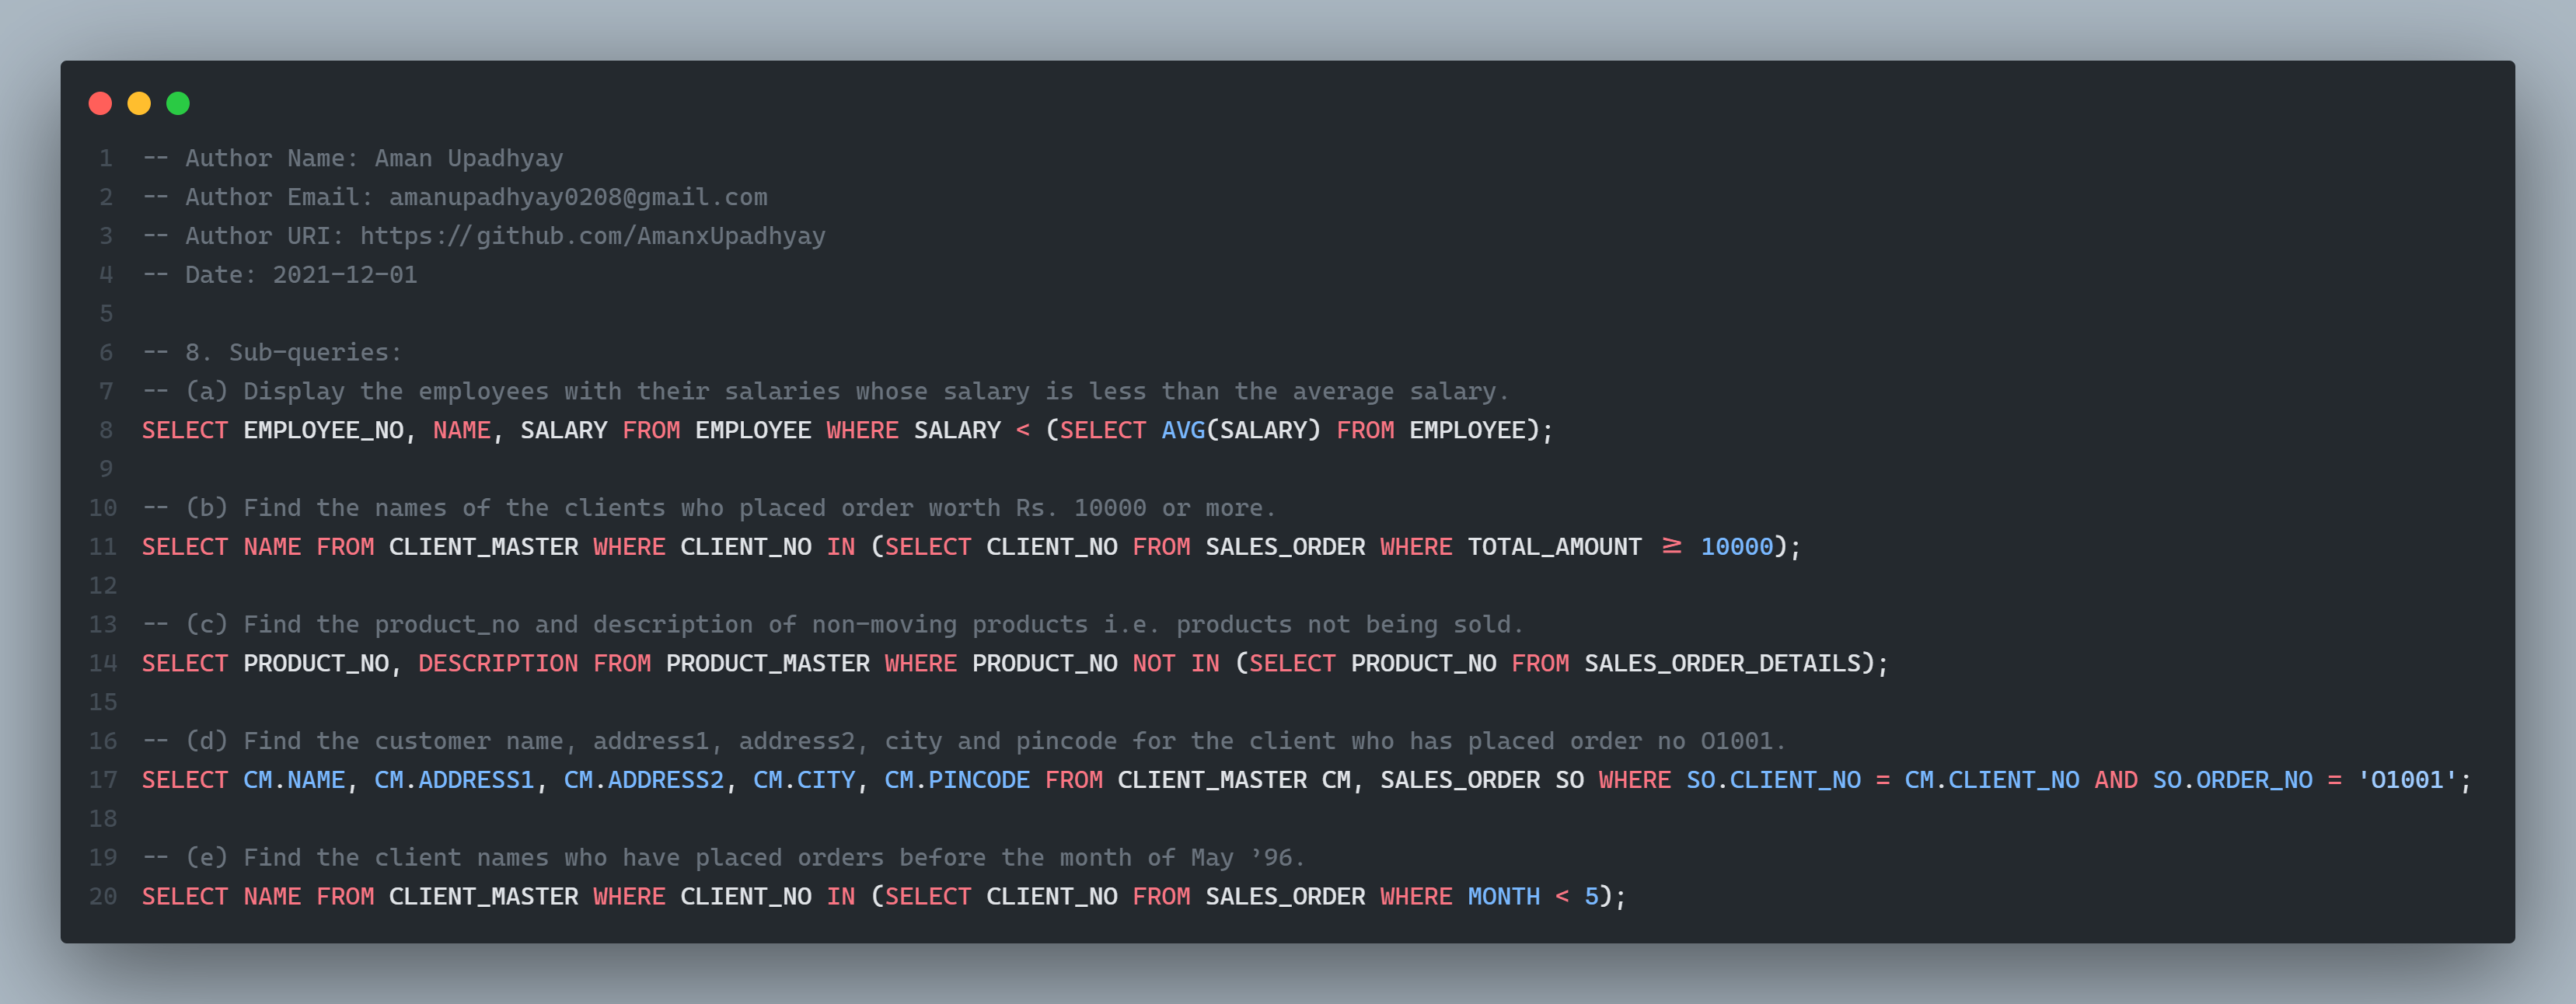 1 -- Author Name: Aman Upadhyay
2 -- Author Email: amanupadhyay0208@gmail.com
3 -- Author URI: https://github.com/AmanxUpadhyay
4 -- Date: 2021-12-01
5
6 -- 8. Sub-queries:
7 -- (a) Display the employees with their salaries whose salary is less than the average salary.
8 SELECT EMPLOYEE_NO, NAME, SALARY FROM EMPLOYEE WHERE SALARY < (SELECT AVG(SALARY) FROM EMPLOYEE);
9
10 -- (b) Find the names of the clients who placed order worth Rs. 10000 or more.
11 SELECT NAME FROM CLIENT_MASTER WHERE CLIENT_NO IN (SELECT CLIENT_NO FROM SALES_ORDER WHERE TOTAL_AMOUNT ≥ 10000);
12
13 -- (c) Find the product_no and description of non-moving products i.e. products not being sold.
14 SELECT PRODUCT_NO, DESCRIPTION FROM PRODUCT_MASTER WHERE PRODUCT_NO NOT IN (SELECT PRODUCT_NO FROM SALES_ORDER_DETAILS);
15
16 -- (d) Find the customer name, address1, address2, city and pincode for the client who has placed order no O1001.
17 SELECT CM.NAME, CM.ADDRESS1, CM.ADDRESS2, CM.CITY, CM.PINCODE FROM CLIENT_MASTER CM, SALES_ORDER SO WHERE SO.CLIENT_NO = CM.CLIENT_NO AND SO.ORDER_NO = 'O1001';
18
19 -- (e) Find the client names who have placed orders before the month of May ’96.
20 SELECT NAME FROM CLIENT_MASTER WHERE CLIENT_NO IN (SELECT CLIENT_NO FROM SALES_ORDER WHERE MONTH < 5);